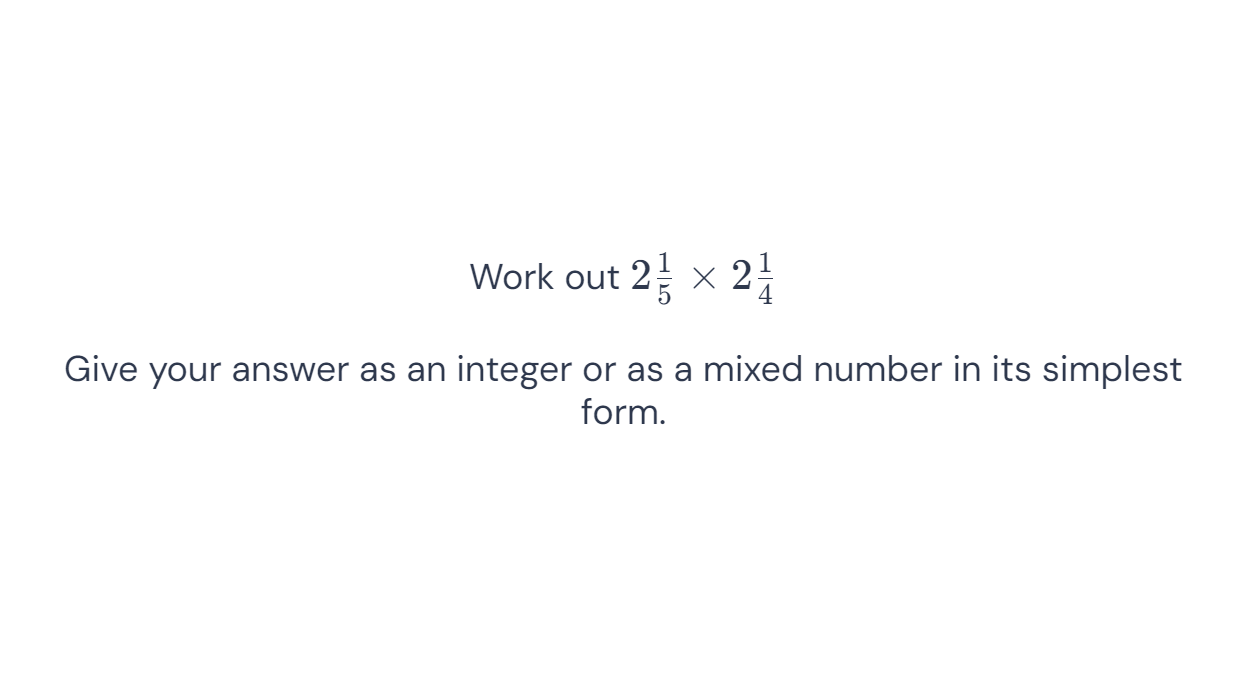 Work out $2\frac{1}{5} \times 2\frac{1}{4}$
Give your answer as an integer or as a mixed number in its simplest
form.